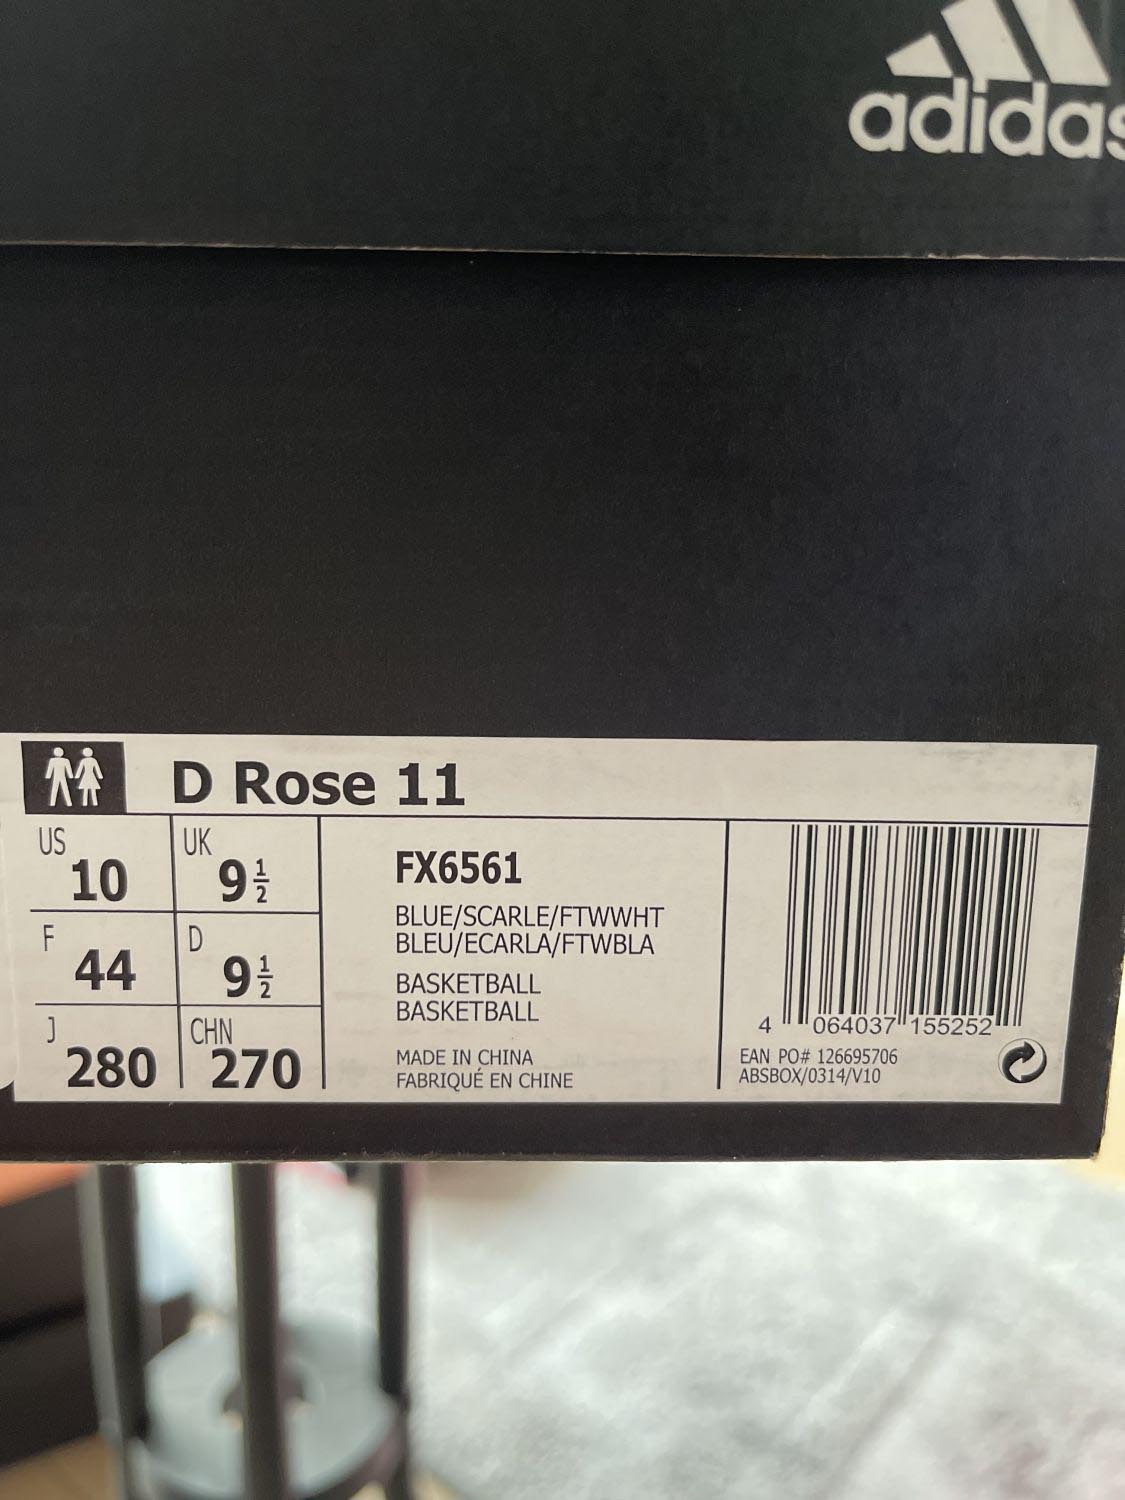 adidas
D Rose 11
US 10
UK 9 1/2
F 44
D 9 1/2
J 280
CHN 270
FX6561
BLUE/SCARLE/FTWWHT
BLEU/ECARLA/FTWBLA
BASKETBALL
BASKETBALL
MADE IN CHINA
FABRIQUÉ EN CHINE
4 064037 155252
EAN PO# 126695706
ABSBOX/0314/V10